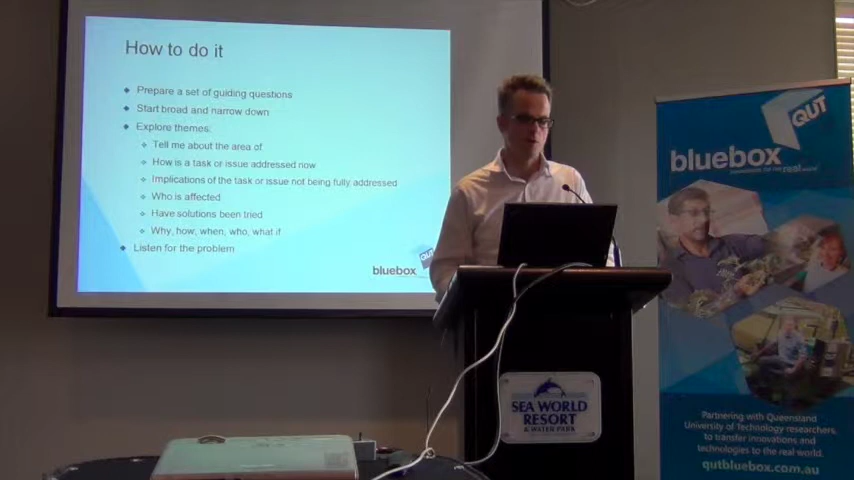 How to do it
Prepare a set of guiding questions
Start broad and narrow down
Explore themes:
Tell me about the area of
How is a task or issue addressed now
Implications of the task or issue not being fully addressed
Who is affected
Have solutions been tried
Why, how, when, who, what if
Listen for the problem
QUT
bluebox
SEA WORLD
RESORT
& WATER PARK
QUT
bluebox
Partnering with Queensland
University of Technology researchers,
to transfer innovations and
technologies to the real world.
qutbluebox.com.au